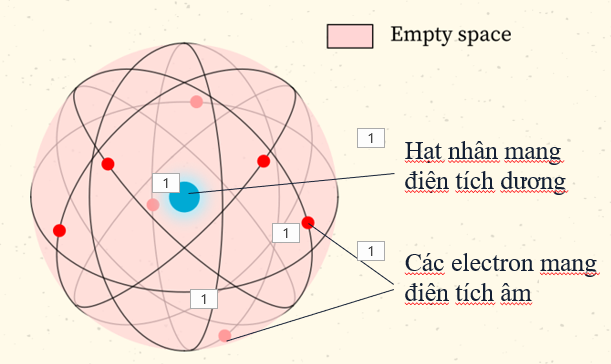 Empty space
1
Hạt nhân mang
điện tích dương
1
1
1
Các electron mang
điện tích âm
1